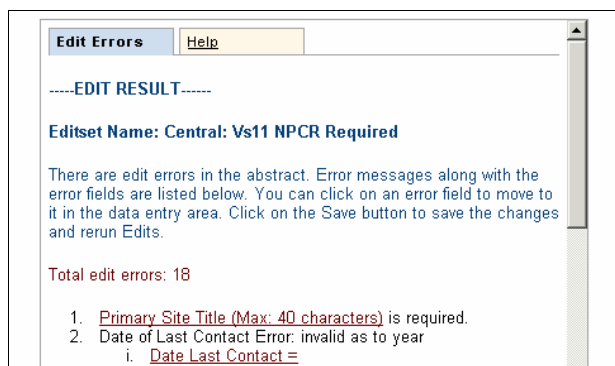 Edit Errors Help
-----EDIT RESULT------
Editset Name: Central: Vs11 NPCR Required
There are edit errors in the abstract. Error messages along with the
error fields are listed below. You can click on an error field to move to
it in the data entry area. Click on the Save button to save the changes
and rerun Edits.
Total edit errors: 18
1. Primary Site Title (Max: 40 characters) is required.
2. Date of Last Contact Error: invalid as to year
i. Date Last Contact =